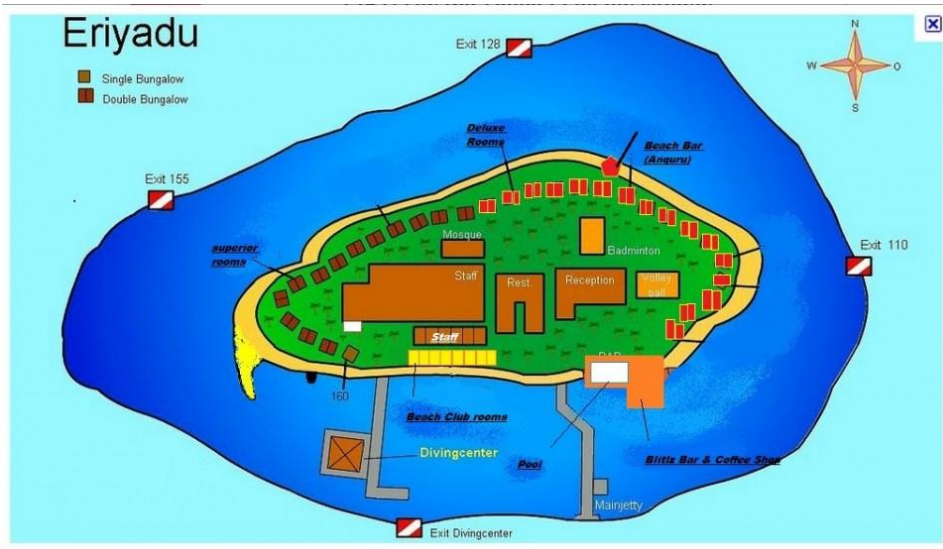 Eriyadu
Single Bungalow
Double Bungalow
Exit 128
N
W
O
S
Deluxe
Rooms
Beach Bar
(Anquru)
Exit 155
Mosque
Badminton
Exit 110
superior
rooms
Staff
Rest.
Reception
Volley
ball
Staff
160
Beach Club rooms
Divingcenter
Pool
Blitiz Bar & Coffee Shop
Mainjetty
Exit Divingcenter